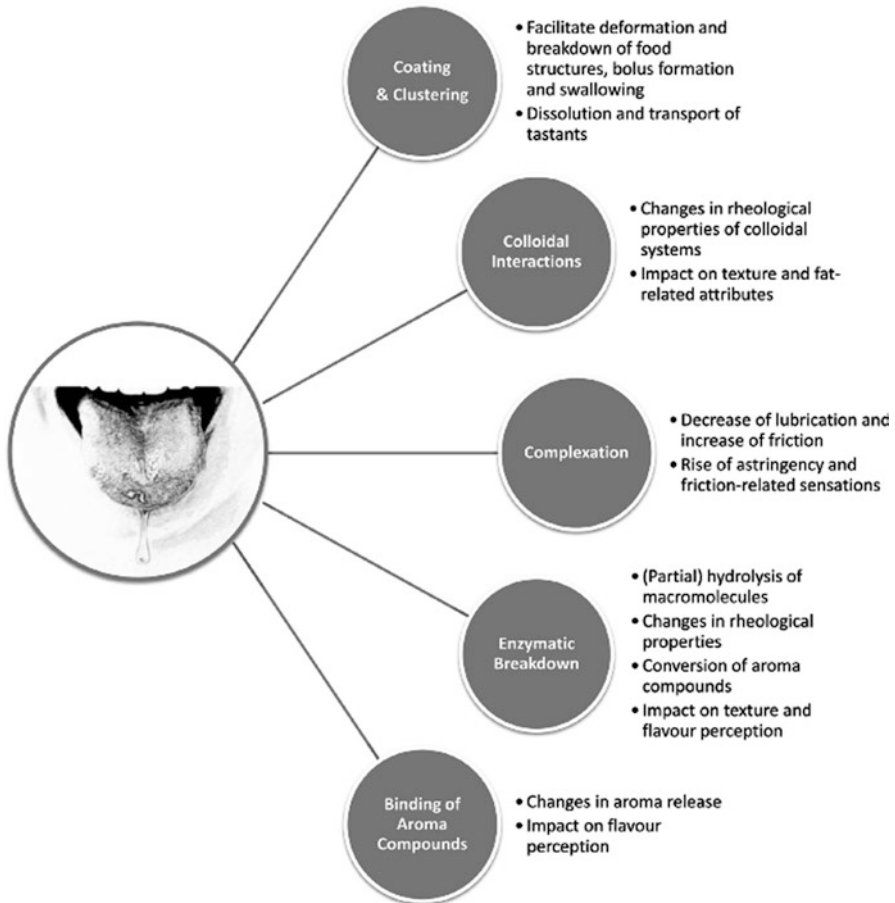 Coating
& Clustering
• Facilitate deformation and
breakdown of food
structures, bolus formation
and swallowing
• Dissolution and transport of
tastants
Colloidal
Interactions
• Changes in rheological
properties of colloidal
systems
• Impact on texture and fat-
related attributes
Complexation
• Decrease of lubrication and
increase of friction
• Rise of astringency and
friction-related sensations
Enzymatic
Breakdown
• (Partial) hydrolysis of
macromolecules
• Changes in rheological
properties
• Conversion of aroma
compounds
• Impact on texture and
flavour perception
Binding of
Aroma
Compounds
• Changes in aroma release
• Impact on flavour
perception